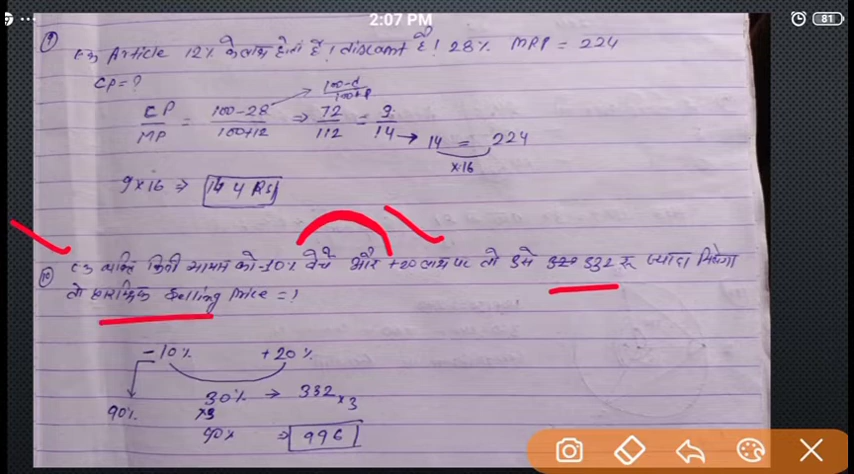 2:07 PM
81
9 एक Article 12% के लाभ होता है ! discount है ! 28% MRP = 224
CP = ?
CP/MP = 100-28/100+12 → 100-d/100+P ⇒ 72/112 = 9/14 → 14 = 224
×16
9×16 ⇒ 144 RS
10 एक व्यक्ति किसी सामान को -10% बेचे और +20 लाभ पर तो उसे 332 रू ज्यादा मिलेगा
तो Selling Price = ?
-10% +20%
30% → 332 ×3
90% ×3
90% ⇒ 996